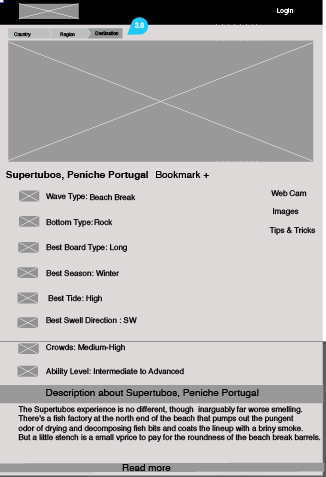 Login
Country Region Destination
3.0
Supertubos, Peniche Portugal Bookmark +
Wave Type: Beach Break
Web Cam
Bottom Type:Rock
Images
Tips & Tricks
Best Board Type: Long
Best Season: Winter
Best Tide: High
Best Swell Direction : SW
Crowds: Medium-High
Ability Level: Intermediate to Advanced
Description about Supertubos, Peniche Portugal
The Supertubos experience is no different, though inarguably far worse smelling.
There's a fish factory at the north end of the beach that pumps out the pungent
odor of drying and decomposing fish bits and coats the lineup with a briny smoke.
But a little stench is a small vprice to pay for the roundness of the beach break barrels.
Read more